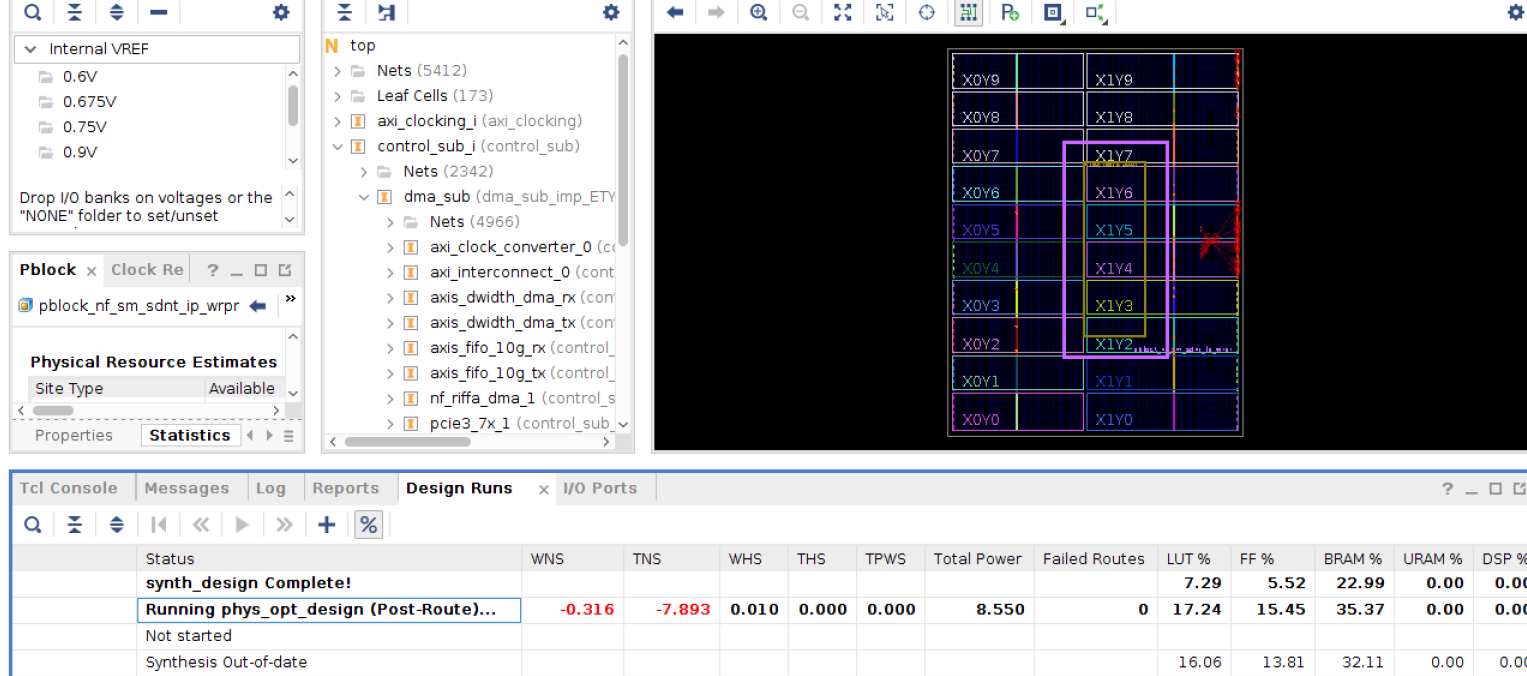 Internal VREF
0.6V
0.675V
0.75V
0.9V
Drop I/O banks on voltages or the
"NONE" folder to set/unset
Pblock × Clock Re ? _
pblock_nf_sm_sdnt_ip_wrpr »
Physical Resource Estimates
Site Type Available
Properties Statistics
N top
Nets (5412)
Leaf Cells (173)
axi_clocking_i (axi_clocking)
control_sub_i (control_sub)
Nets (2342)
dma_sub (dma_sub_imp_ETY
Nets (4966)
axi_clock_converter_0 (co
axi_interconnect_0 (cont
axis_dwidth_dma_rx (con
axis_dwidth_dma_tx (con
axis_fifo_10g_rx (control_
axis_fifo_10g_tx (control_
nf_riffa_dma_1 (control_s
pcie3_7x_1 (control_sub_
X0Y9 X1Y9
X0Y8 X1Y8
X0Y7 X1Y7
X0Y6 X1Y6
X0Y5 X1Y5
X0Y4 X1Y4
X0Y3 X1Y3
X0Y2 X1Y2
X0Y1 X1Y1
X0Y0 X1Y0
Tcl Console Messages Log Reports Design Runs × I/O Ports ? _
%
Status WNS TNS WHS THS TPWS Total Power Failed Routes LUT % FF % BRAM % URAM % DSP %
synth_design Complete! 7.29 5.52 22.99 0.00 0.00
Running phys_opt_design (Post-Route)... -0.316 -7.893 0.010 0.000 0.000 8.550 0 17.24 15.45 35.37 0.00 0.00
Not started
Synthesis Out-of-date 16.06 13.81 32.11 0.00 0.00